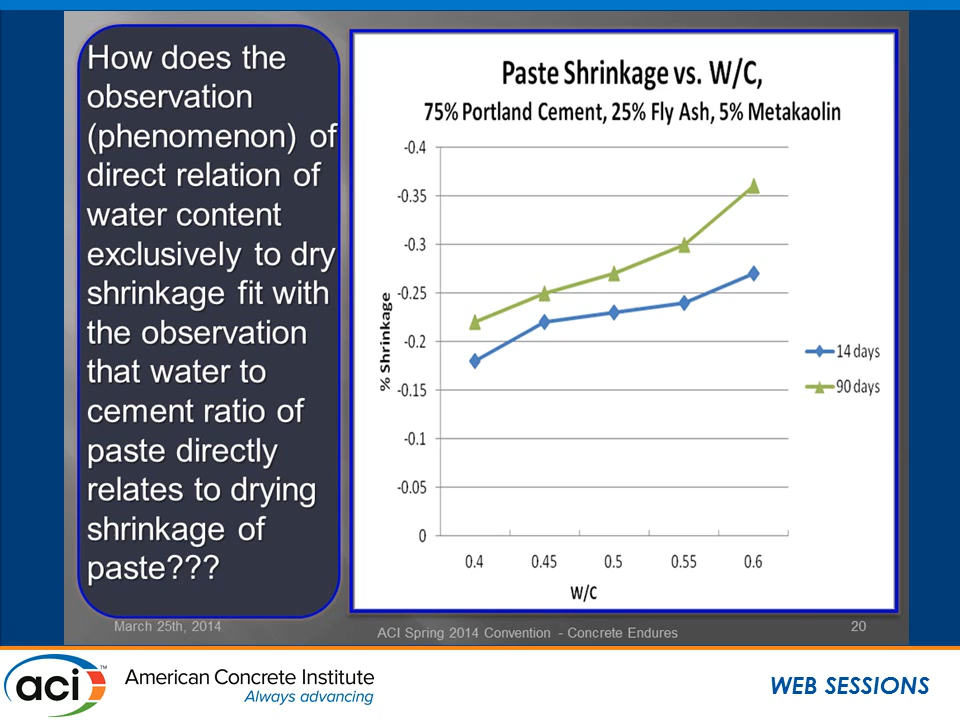 How does the
observation
(phenomenon) of
direct relation of
water content
exclusively to dry
shrinkage fit with
the observation
that water to
cement ratio of
paste directly
relates to drying
shrinkage of
paste???
Paste Shrinkage vs. W/C,
75% Portland Cement, 25% Fly Ash, 5% Metakaolin
% Shrinkage
-0.4
-0.35
-0.3
-0.25
-0.2
-0.15
-0.1
-0.05
0
0.4 0.45 0.5 0.55 0.6
W/C
14 days
90 days
March 25th, 2014
ACI Spring 2014 Convention - Concrete Endures
20
aci™
American Concrete Institute
Always advancing
WEB SESSIONS